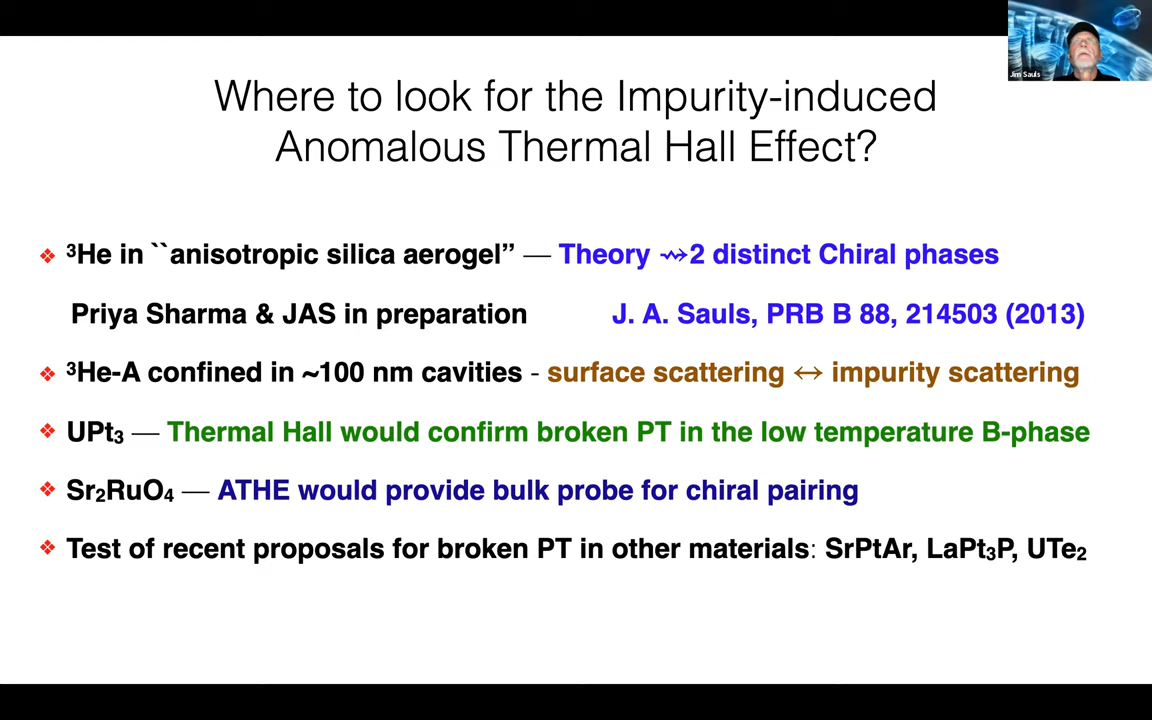 Jim Sauls
Where to look for the Impurity-induced
Anomalous Thermal Hall Effect?
❖ ³He in ``anisotropic silica aerogel” — Theory ⇝2 distinct Chiral phases
Priya Sharma & JAS in preparation J. A. Sauls, PRB B 88, 214503 (2013)
❖ ³He-A confined in ~100 nm cavities - surface scattering ↔ impurity scattering
❖ UPt₃ — Thermal Hall would confirm broken PT in the low temperature B-phase
❖ Sr₂RuO₄ — ATHE would provide bulk probe for chiral pairing
❖ Test of recent proposals for broken PT in other materials: SrPtAr, LaPt₃P, UTe₂